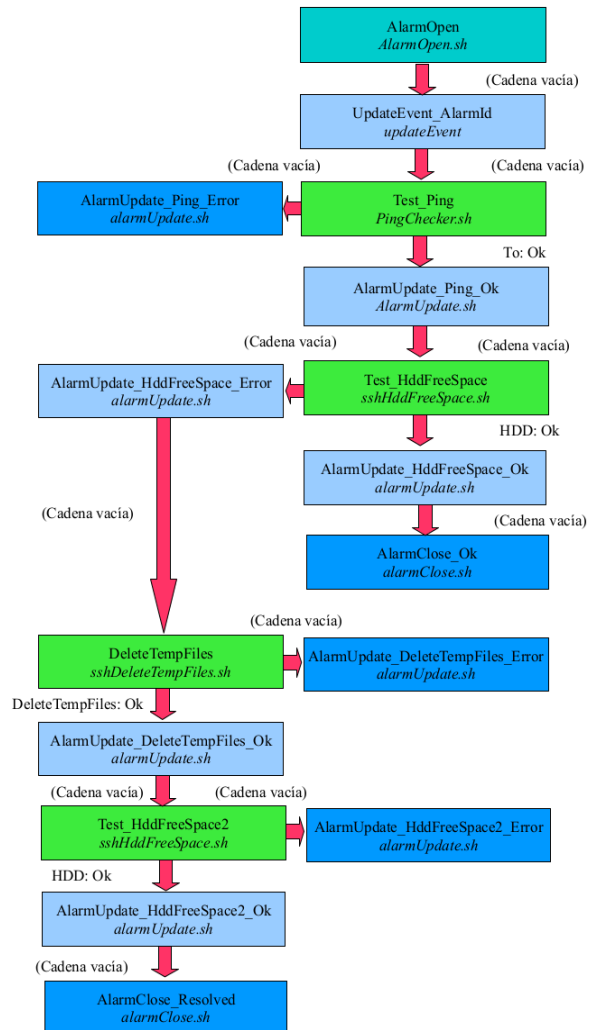 AlarmOpen
AlarmOpen.sh
(Cadena vacía)
UpdateEvent_AlarmId
updateEvent
(Cadena vacía)
(Cadena vacía)
AlarmUpdate_Ping_Error
alarmUpdate.sh
Test_Ping
PingChecker.sh
To: Ok
AlarmUpdate_Ping_Ok
AlarmUpdate.sh
(Cadena vacía)
(Cadena vacía)
AlarmUpdate_HddFreeSpace_Error
alarmUpdate.sh
Test_HddFreeSpace
sshHddFreeSpace.sh
HDD: Ok
AlarmUpdate_HddFreeSpace_Ok
alarmUpdate.sh
(Cadena vacía)
(Cadena vacía)
AlarmClose_Ok
alarmClose.sh
(Cadena vacía)
DeleteTempFiles
sshDeleteTempFiles.sh
AlarmUpdate_DeleteTempFiles_Error
alarmUpdate.sh
DeleteTempFiles: Ok
AlarmUpdate_DeleteTempFiles_Ok
alarmUpdate.sh
(Cadena vacía)
(Cadena vacía)
Test_HddFreeSpace2
sshHddFreeSpace.sh
AlarmUpdate_HddFreeSpace2_Error
alarmUpdate.sh
HDD: Ok
AlarmUpdate_HddFreeSpace2_Ok
alarmUpdate.sh
(Cadena vacía)
AlarmClose_Resolved
alarmClose.sh